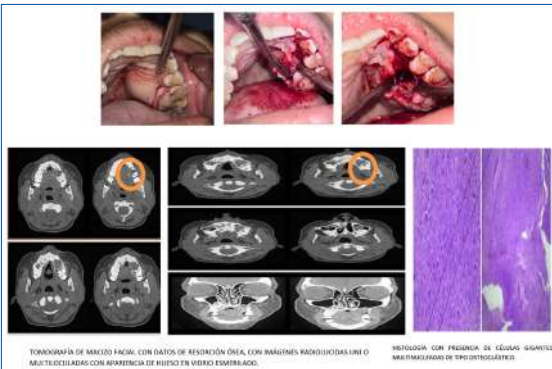 TOMOGRAFÍA DE MACIZO FACIAL CON DATOS DE RESORCIÓN ÓSEA, CON IMÁGENES RADIOLUCIDAS UNI O
MULTILOCULADAS CON APARIENCIA DE HUESO EN VIDRIO ESMERILADO.
HISTOLOGÍA CON PRESENCIA DE CÉLULAS GIGANTES
MULTINUCLEADAS DE TIPO OSTEOCLÁSTICO.